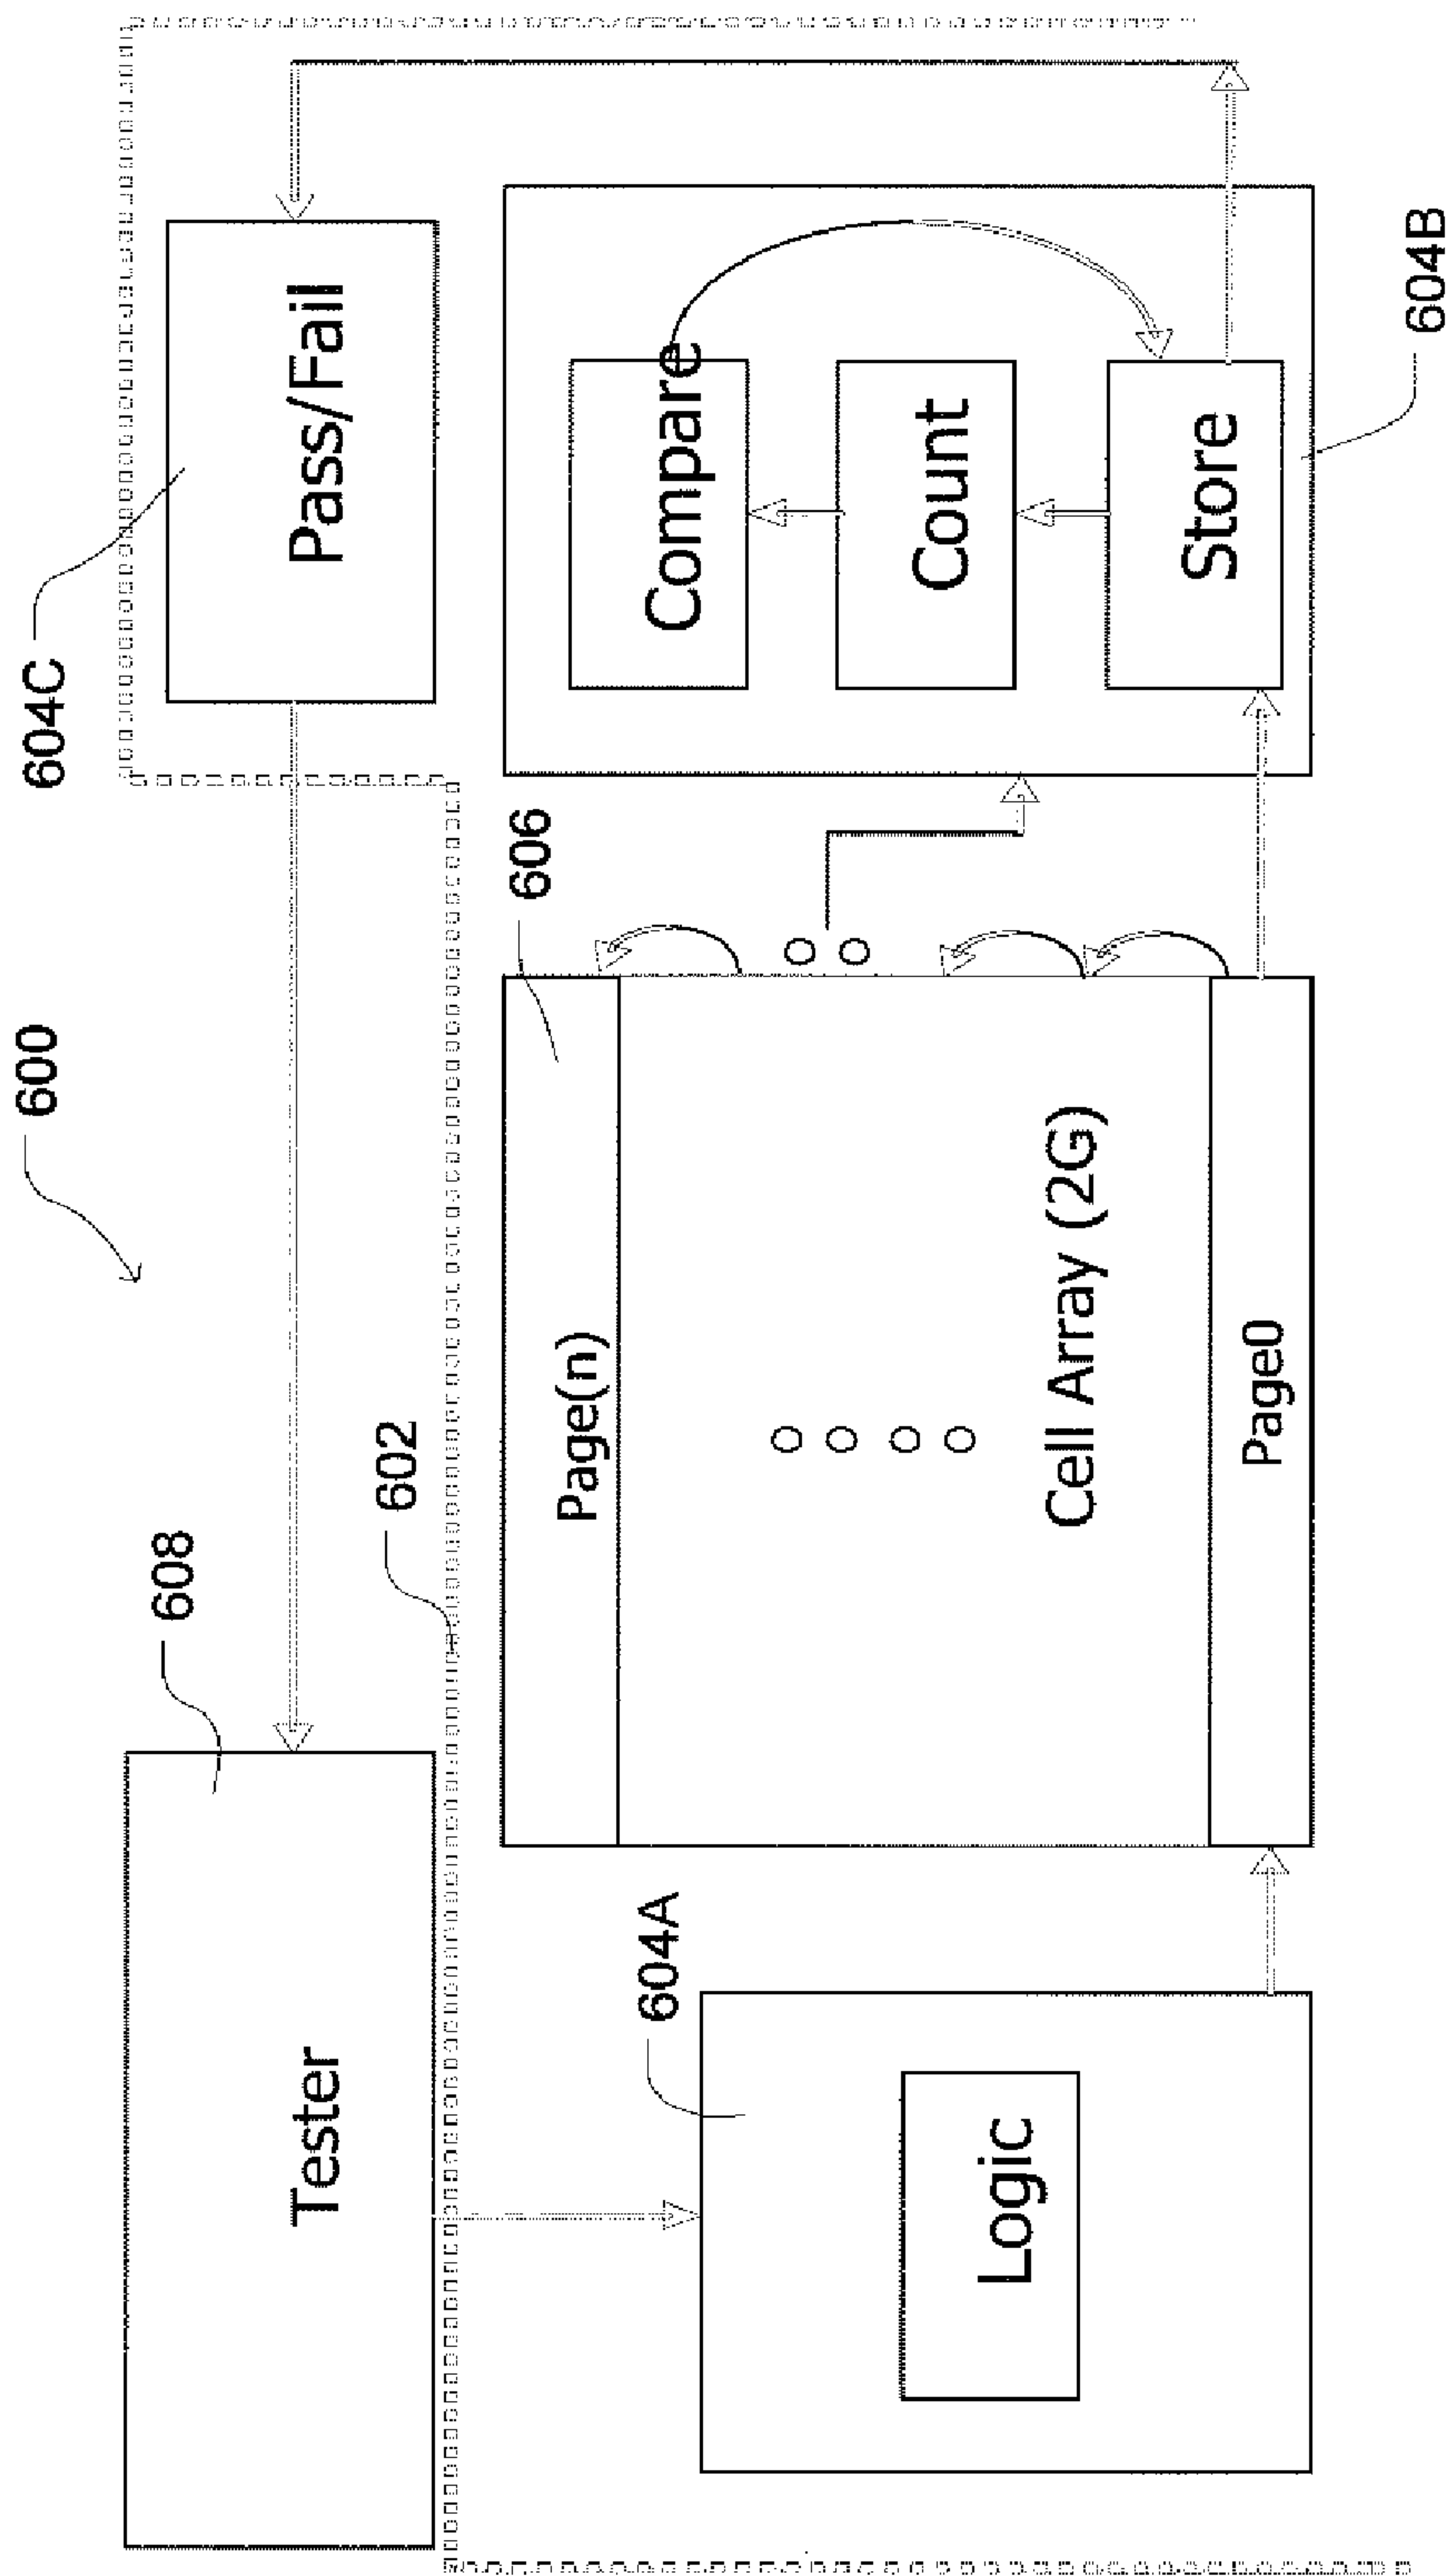 600
604C
Tester
608
Pass/Fail
602
606
Page(n)
Compare
604A
Logic
Cell Array (2G)
Count
Page0
Store
604B